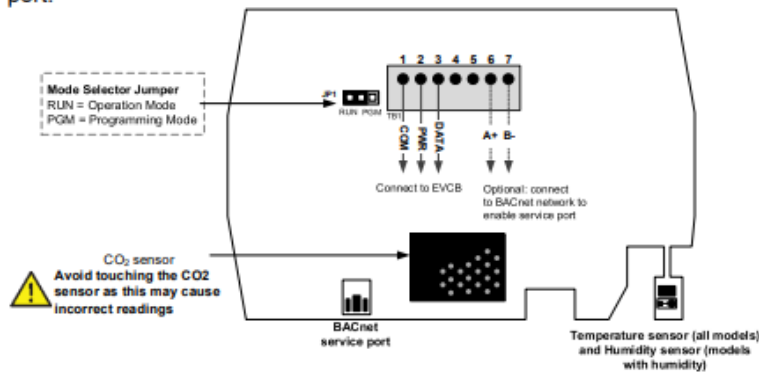 port.
1 2 3 4 5 6 7
Mode Selector Jumper
RUN = Operation Mode
PGM = Programming Mode
JP1
RUN PGM
TB1
COM
PWR
DATA
A+ B-
Connect to EVCB
Optional: connect
to BACnet network to
enable service port
CO₂ sensor
Avoid touching the CO2
sensor as this may cause
incorrect readings
BACnet
service port
Temperature sensor (all models)
and Humidity sensor (models
with humidity)